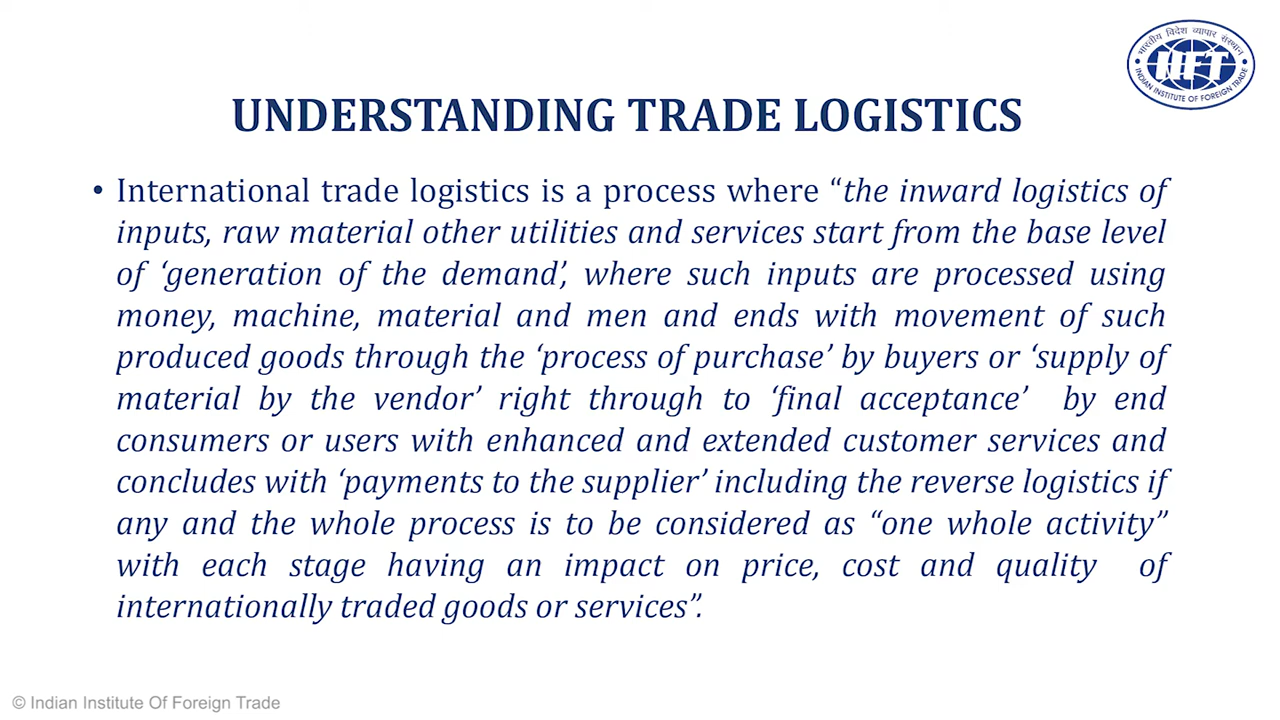 भारतीय विदेश व्यापार संस्थान
IIFT
INDIAN INSTITUTE OF FOREIGN TRADE
UNDERSTANDING TRADE LOGISTICS
• International trade logistics is a process where “the inward logistics of
inputs, raw material other utilities and services start from the base level
of ‘generation of the demand’, where such inputs are processed using
money, machine, material and men and ends with movement of such
produced goods through the ‘process of purchase’ by buyers or ‘supply of
material by the vendor’ right through to ‘final acceptance’ by end
consumers or users with enhanced and extended customer services and
concludes with ‘payments to the supplier’ including the reverse logistics if
any and the whole process is to be considered as “one whole activity”
with each stage having an impact on price, cost and quality of
internationally traded goods or services”.
© Indian Institute Of Foreign Trade